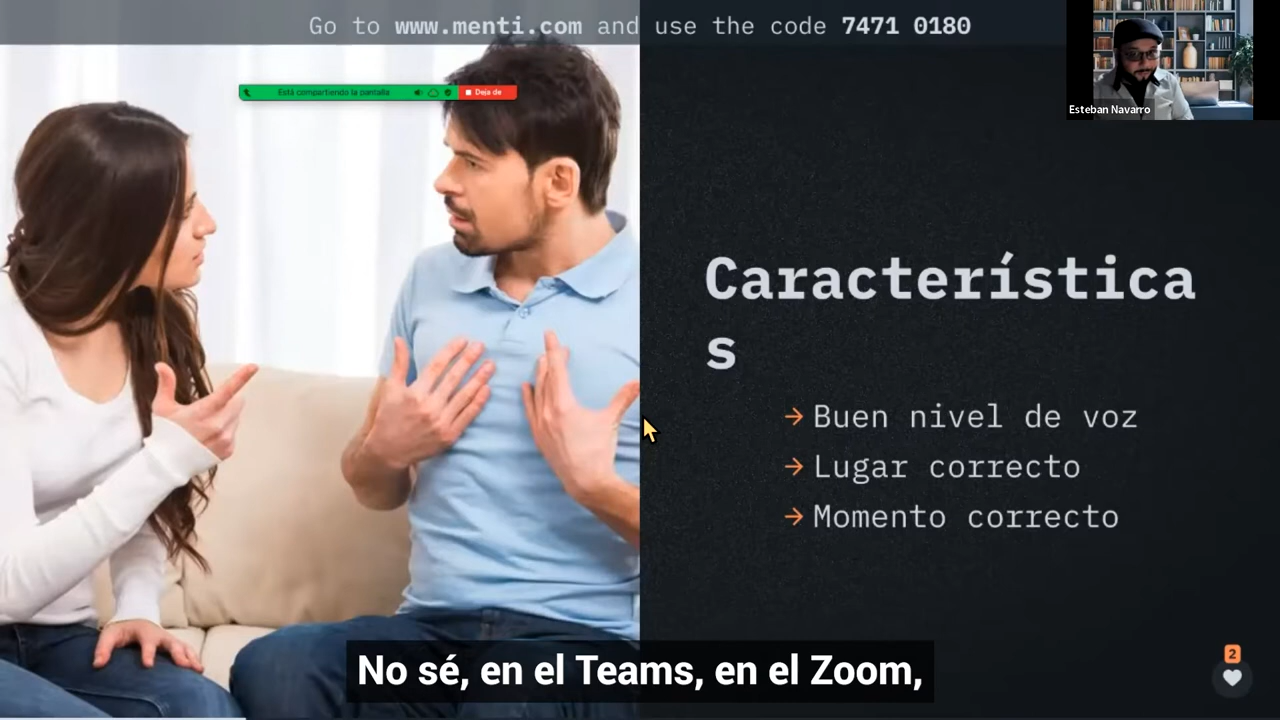 Go to www.menti.com and use the code 7471 0180
Está compartiendo la pantalla
Deja de
Esteban Navarro
Característica
s
→ Buen nivel de voz
→ Lugar correcto
→ Momento correcto
2
No sé, en el Teams, en el Zoom,